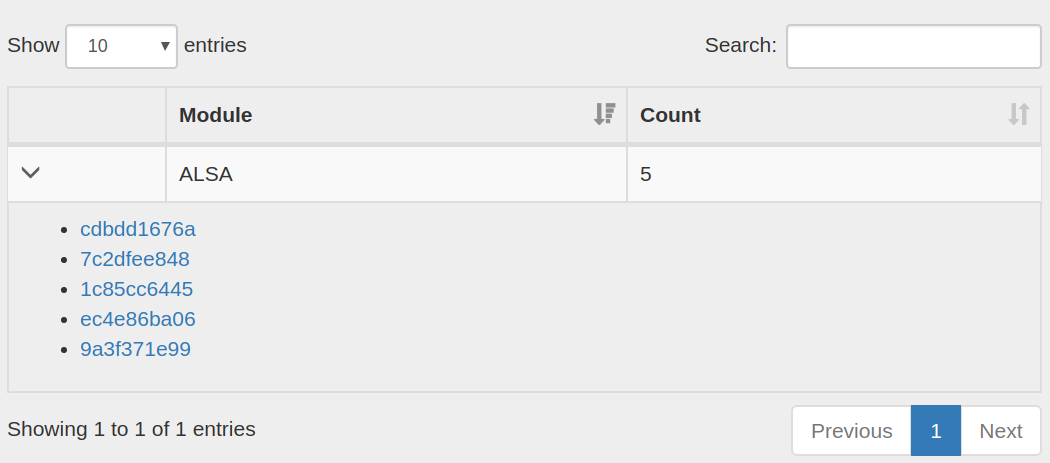 Show 10 entries Search:
Module Count
ALSA 5
cdbdd1676a
7c2dfee848
1c85cc6445
ec4e86ba06
9a3f371e99
Showing 1 to 1 of 1 entries Previous 1 Next